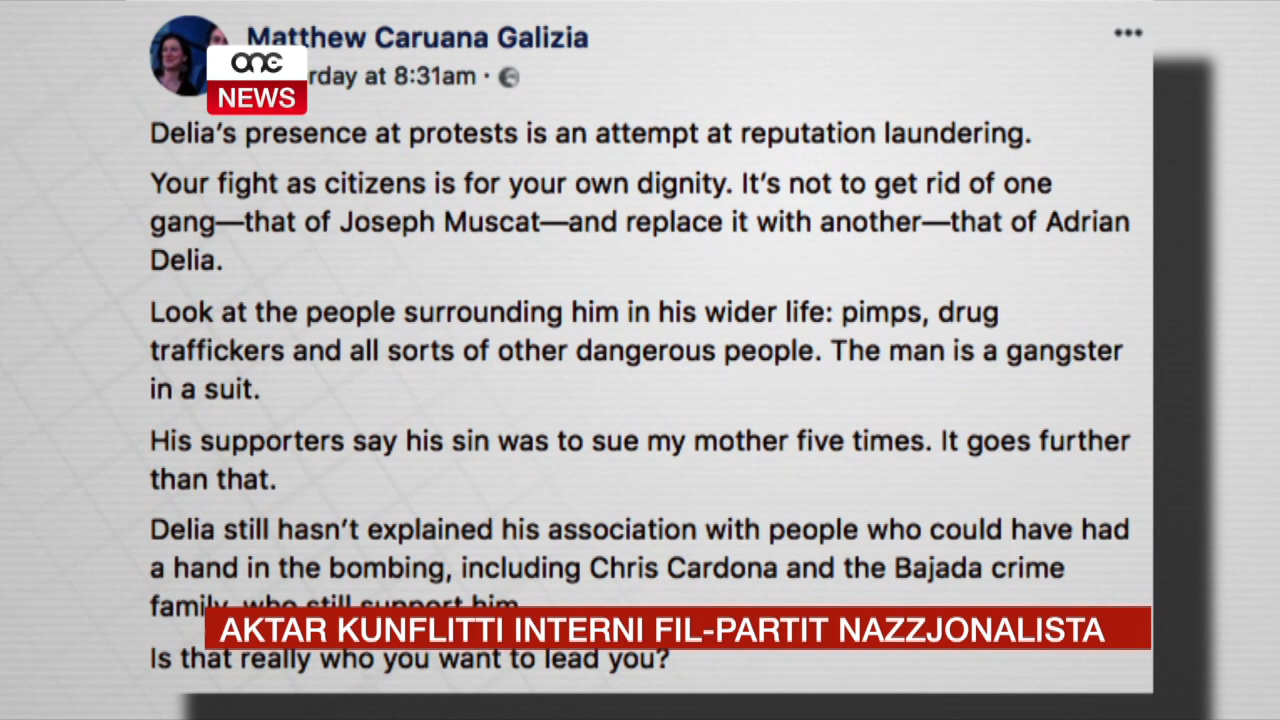 Matthew Caruana Galizia
one
NEWS
rday at 8:31am ·
Delia’s presence at protests is an attempt at reputation laundering.
Your fight as citizens is for your own dignity. It’s not to get rid of one
gang—that of Joseph Muscat—and replace it with another—that of Adrian
Delia.
Look at the people surrounding him in his wider life: pimps, drug
traffickers and all sorts of other dangerous people. The man is a gangster
in a suit.
His supporters say his sin was to sue my mother five times. It goes further
than that.
Delia still hasn’t explained his association with people who could have had
a hand in the bombing, including Chris Cardona and the Bajada crime
family, who still support him.
AKTAR KUNFLITTI INTERNI FIL-PARTIT NAZZJONALISTA
Is that really who you want to lead you?